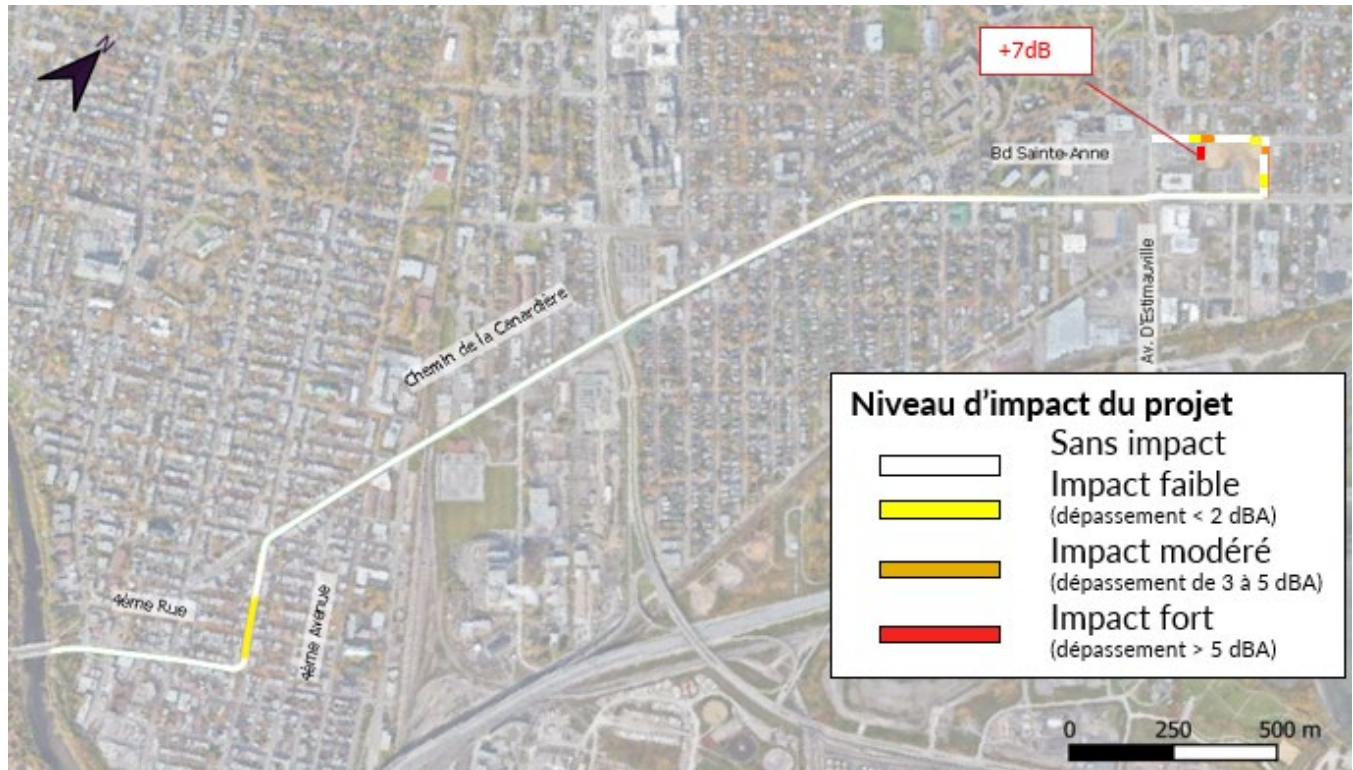 N
+7dB
Bd Sainte-Anne
Av. D'Estimauville
Chemin de la Canardière
4ème Rue
4ème Avenue
Niveau d'impact du projet
Sans impact
Impact faible
(dépassement < 2 dBA)
Impact modéré
(dépassement de 3 à 5 dBA)
Impact fort
(dépassement > 5 dBA)
0 250 500 m